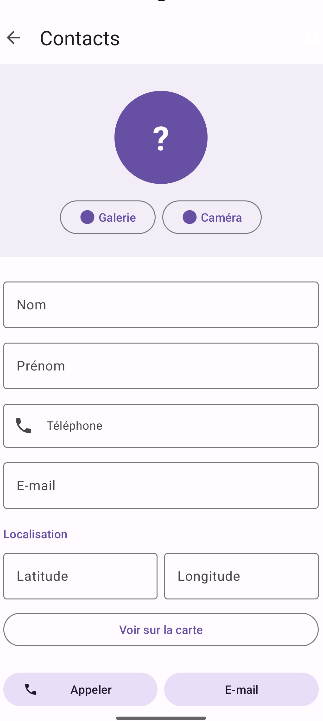 Contacts
?
Galerie
Caméra
Nom
Prénom
Téléphone
E-mail
Localisation
Latitude
Longitude
Voir sur la carte
Appeler
E-mail